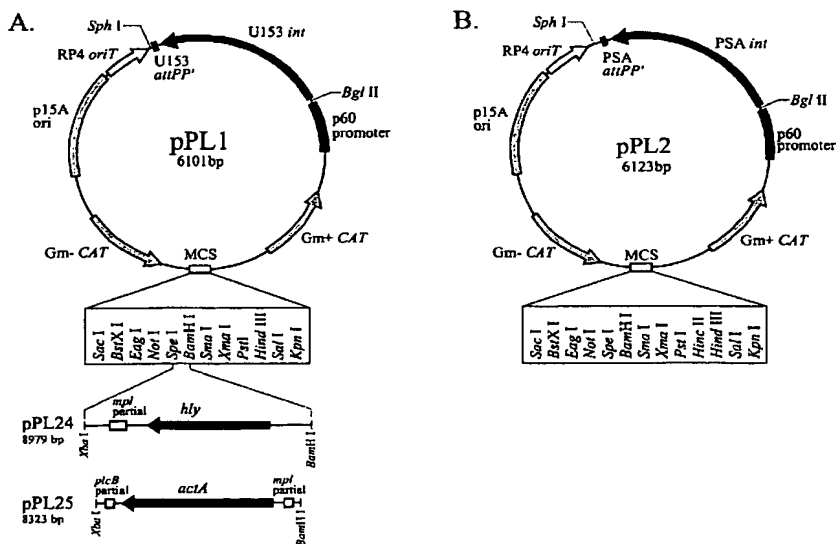 A.
Sph I
U153 int
RP4 oriT
U153
attPP'
Bgl II
p15A
ori
p60
promoter
pPL1
6101bp
Gm- CAT
MCS
Gm+ CAT
Sac I
BstX I
Eag I
Not I
Spe I
BamH I
Sma I
Xma I
PstI
Hind III
Sal I
Kpn I
mpl
partial
hly
pPL24
8979 bp
Xba I
BamH I
plcB
partial
actA
mpl
partial
pPL25
8323 bp
Xba I
BamH I
B.
Sph I
PSA int
RP4 oriT
PSA
attPP'
Bgl II
p15A
ori
p60
promoter
pPL2
6123bp
Gm- CAT
MCS
Gm+ CAT
Sac I
BstX I
Eag I
Not I
Spe I
BamH I
Sma I
Xma I
Pst I
Hinc II
Hind III
Sal I
Kpn I